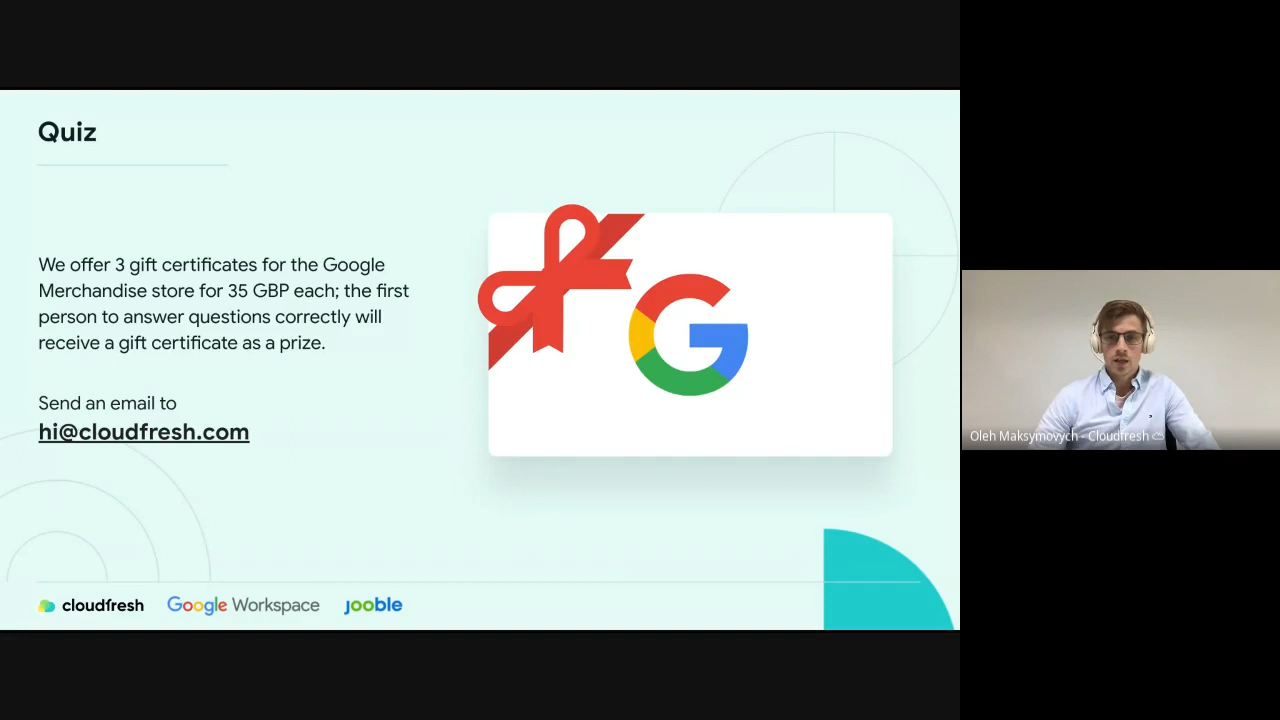 Quiz
We offer 3 gift certificates for the Google
Merchandise store for 35 GBP each; the first
person to answer questions correctly will
receive a gift certificate as a prize.
Send an email to
hi@cloudfresh.com
cloudfresh
Google Workspace
jooble
Oleh Maksymovych - Cloudfresh